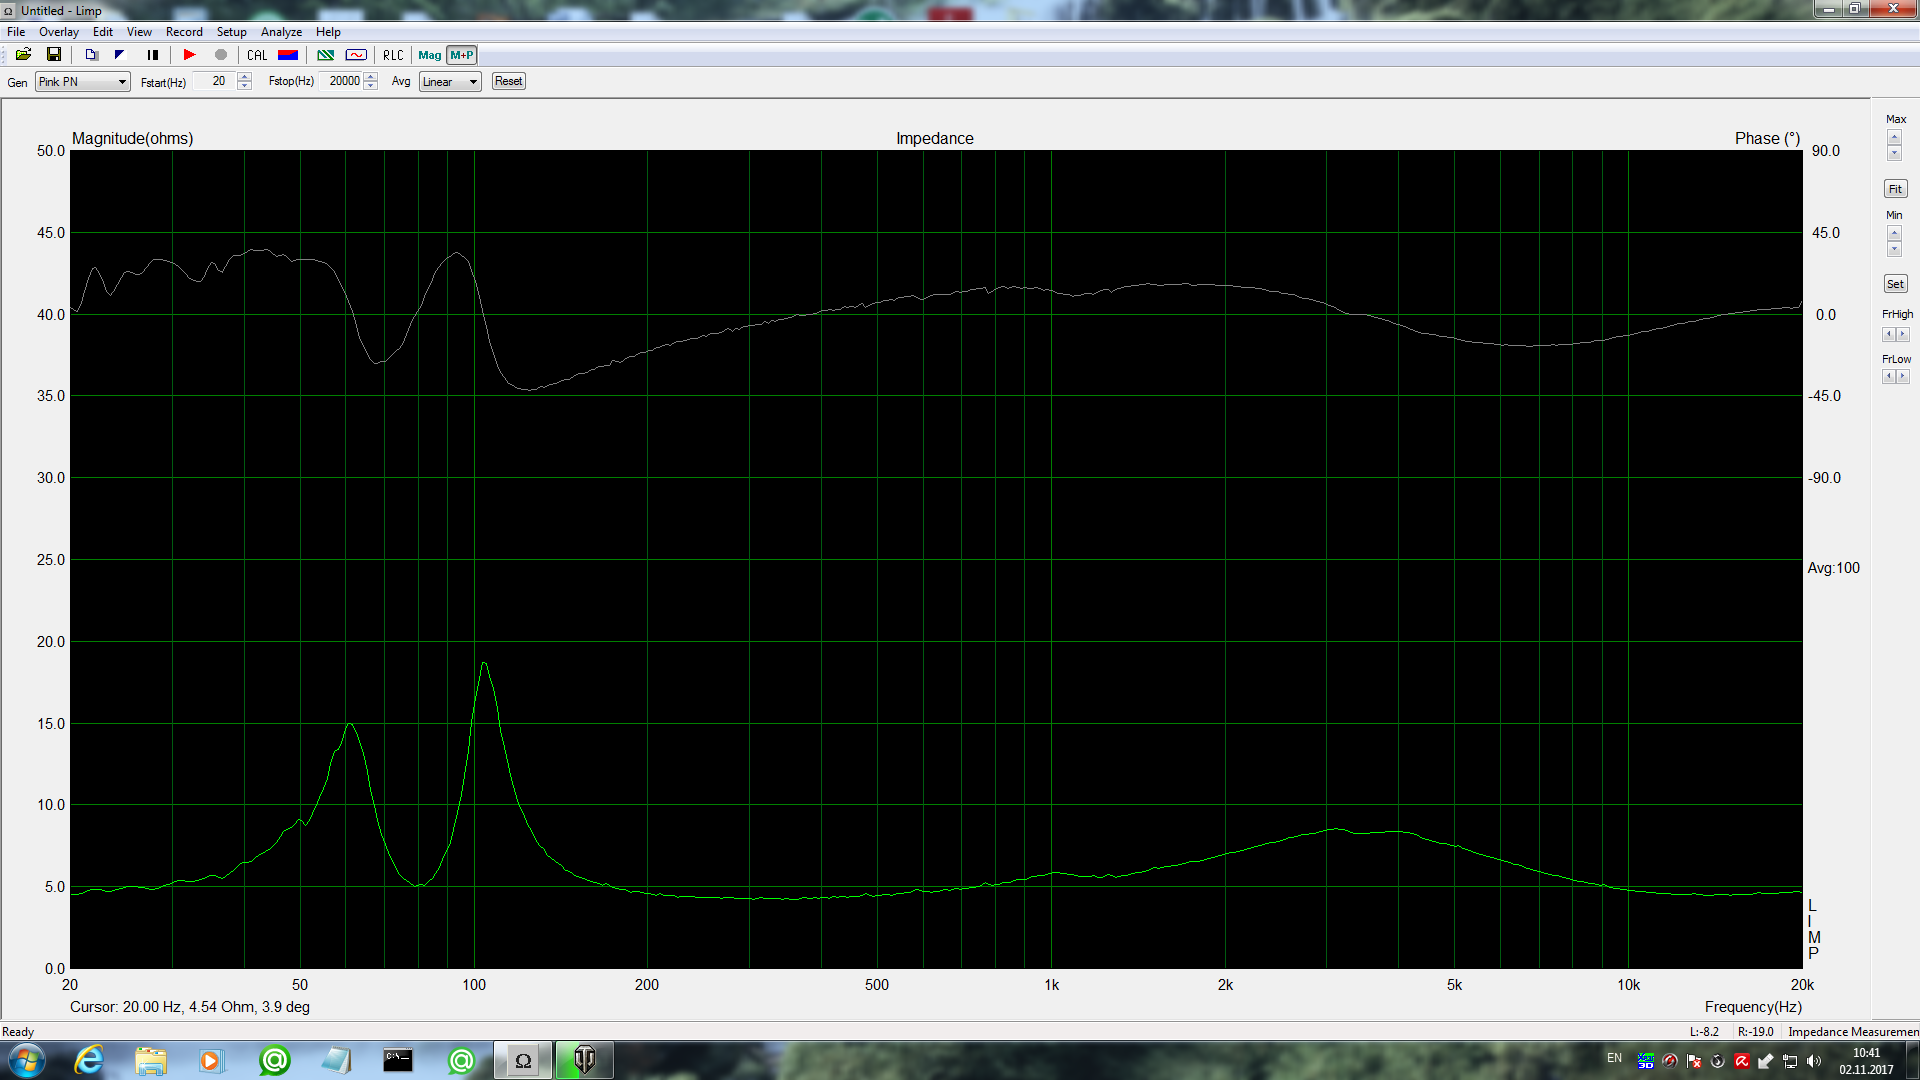 Untitled - Limp
File Overlay Edit View Record Setup Analyze Help
CAL RLC Mag M+P
Gen Pink PN Fstart(Hz) 20 Fstop(Hz) 20000 Avg Linear Reset
Magnitude(ohms) Impedance Phase (°)
50.0
45.0
40.0
35.0
30.0
25.0
20.0
15.0
10.0
5.0
0.0
90.0
45.0
0.0
-45.0
-90.0
Avg:100
L
I
M
P
Max
Fit
Min
Set
FrHigh
FrLow
20 50 100 200 500 1k 2k 5k 10k 20k
Cursor: 20.00 Hz, 4.54 Ohm, 3.9 deg Frequency(Hz)
Ready L:-8.2 R:-19.0 Impedance Measuremen
EN 10:41
02.11.2017